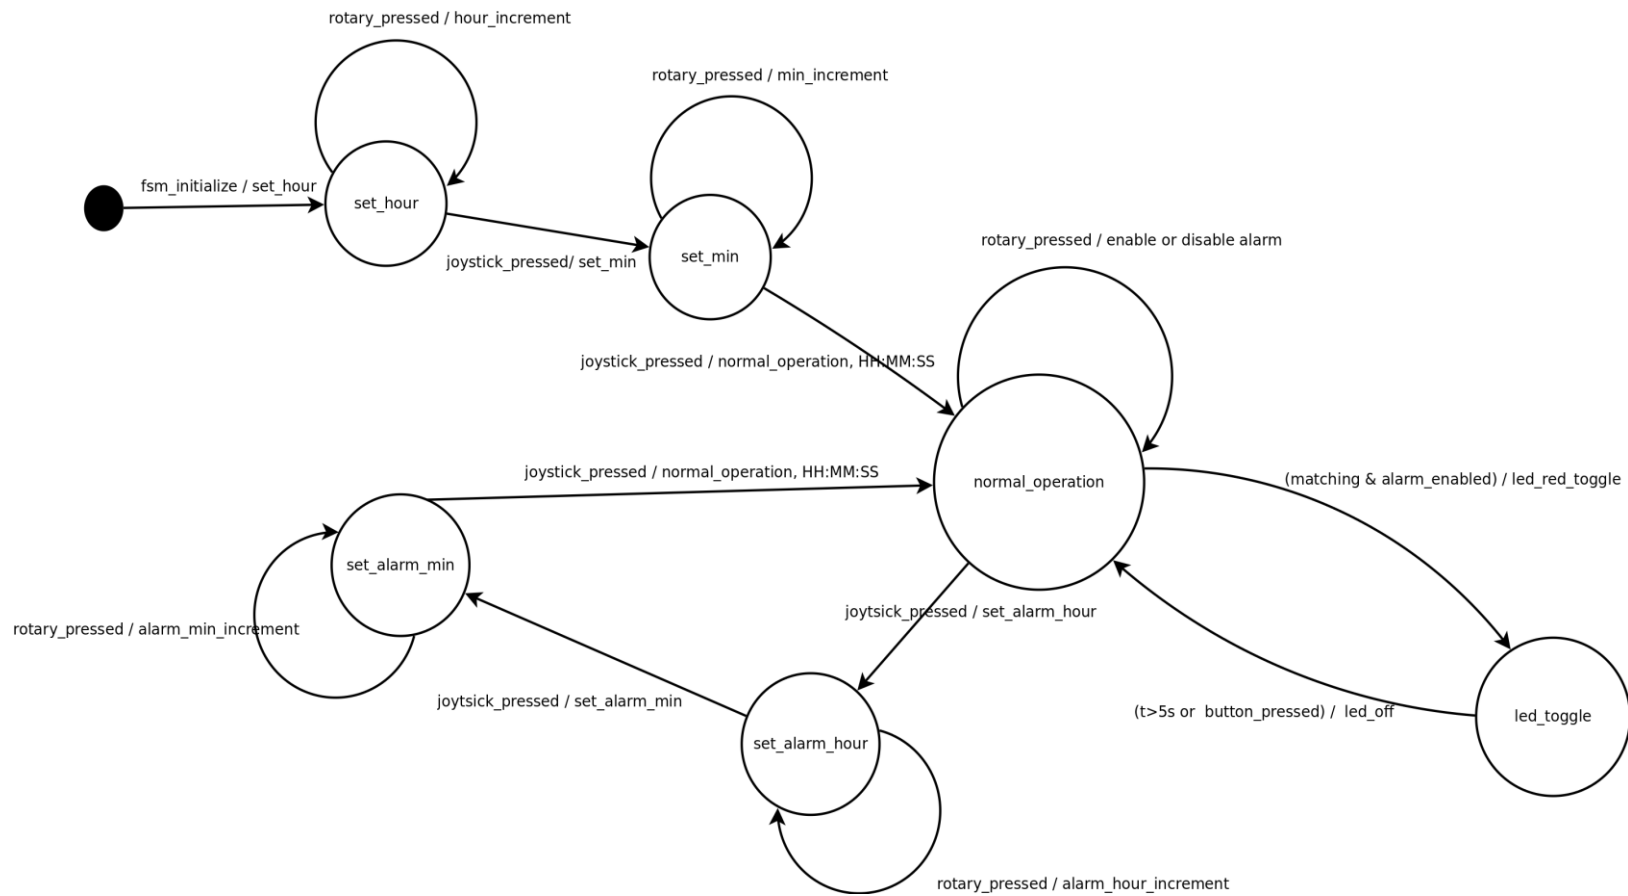 rotary_pressed / hour_increment
rotary_pressed / min_increment
fsm_initialize / set_hour
set_hour
joystick_pressed/ set_min
set_min
rotary_pressed / enable or disable alarm
joystick_pressed / normal_operation, HH:MM:SS
joystick_pressed / normal_operation, HH:MM:SS
normal_operation
(matching & alarm_enabled) / led_red_toggle
set_alarm_min
joytsick_pressed / set_alarm_hour
rotary_pressed / alarm_min_increment
joytsick_pressed / set_alarm_min
(t>5s or  button_pressed) /  led_off
led_toggle
set_alarm_hour
rotary_pressed / alarm_hour_increment